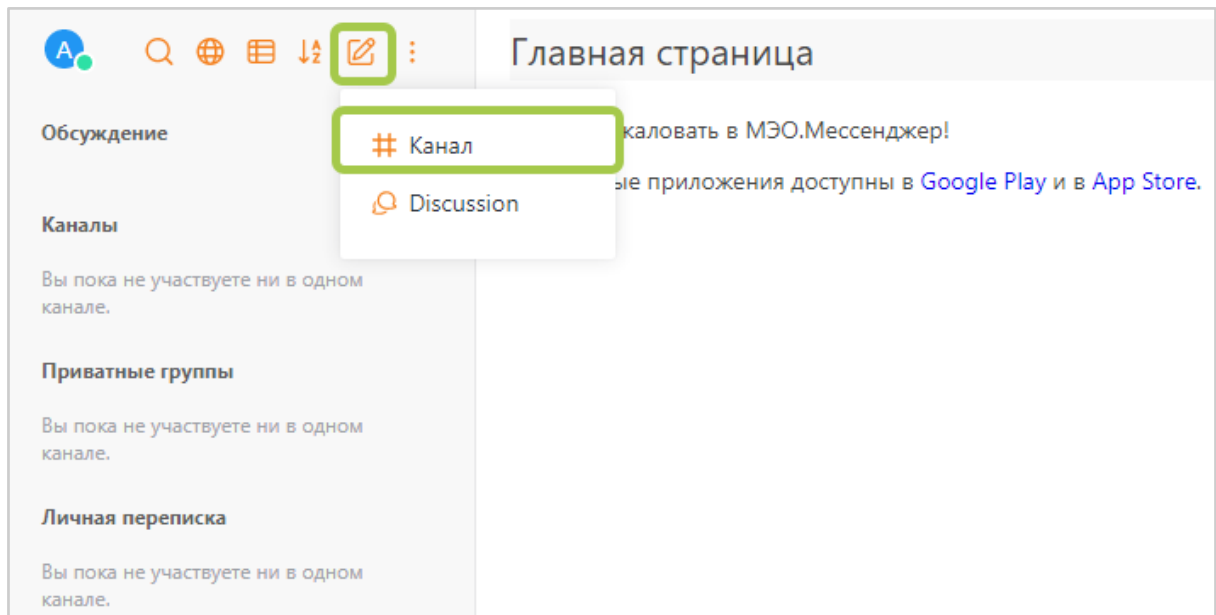 A
Главная страница
Обсуждение
Канал
в МЭО.Мессенджер!
приложения доступны в Google Play и в App Store.
Discussion
Каналы
Вы пока не участвуете ни в одном
канале.
Приватные группы
Вы пока не участвуете ни в одном
канале.
Личная переписка
Вы пока не участвуете ни в одном
канале.